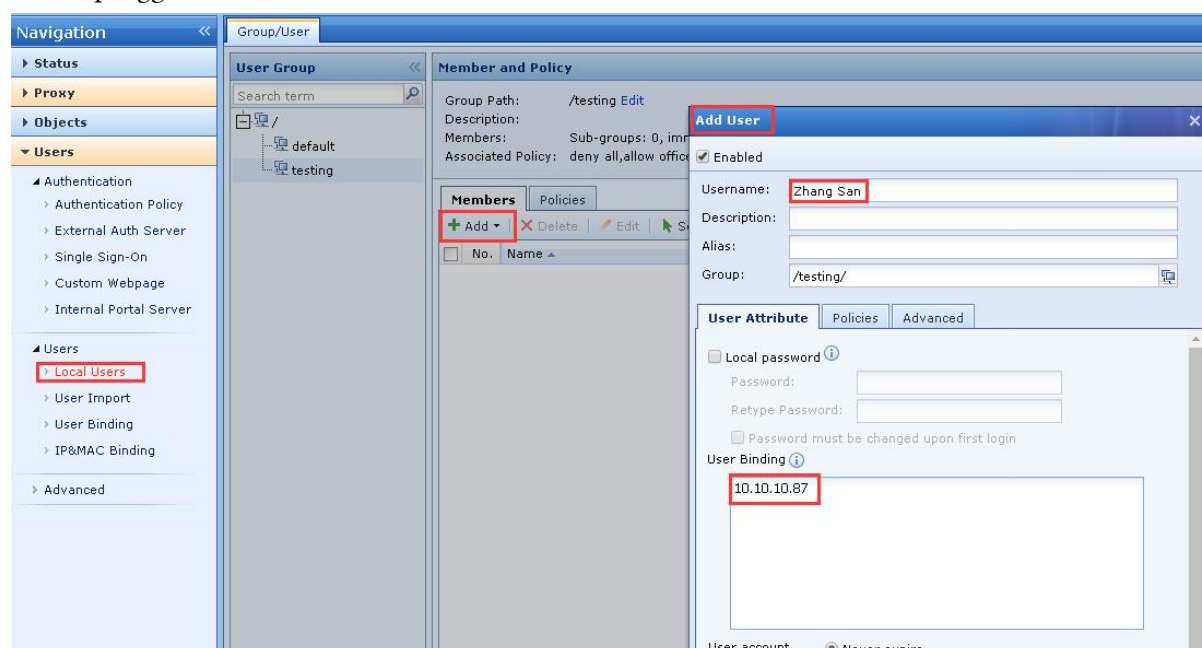 Navigation
Status
Proxy
Objects
Users
Authentication
Authentication Policy
External Auth Server
Single Sign-On
Custom Webpage
Internal Portal Server
Users
Local Users
User Import
User Binding
IP&MAC Binding
Advanced
Group/User
User Group
Search term
/
default
testing
Member and Policy
Group Path: /testing Edit
Description:
Members: Sub-groups: 0,
Associated Policy: deny all,allow office
Members Policies
Add Delete Edit
No. Name
Add User
Enabled
Username: Zhang San
Description:
Alias:
Group: /testing/
User Attribute Policies Advanced
Local password
Password:
Retype Password:
Password must be changed upon first login
User Binding
10.10.10.87
User account Never expire